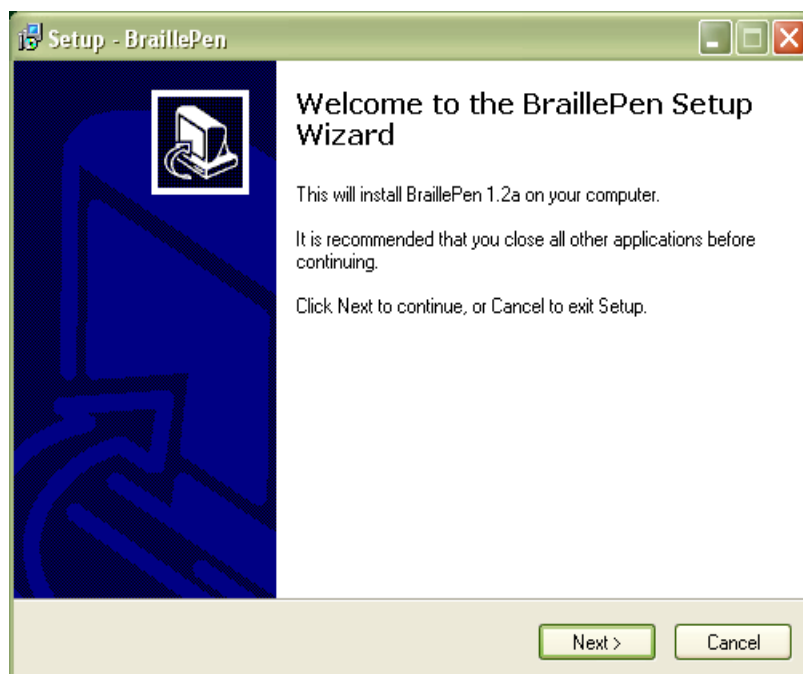 Setup - BraillePen
Welcome to the BraillePen Setup
Wizard
This will install BraillePen 1.2a on your computer.
It is recommended that you close all other applications before
continuing.
Click Next to continue, or Cancel to exit Setup.
Next >
Cancel